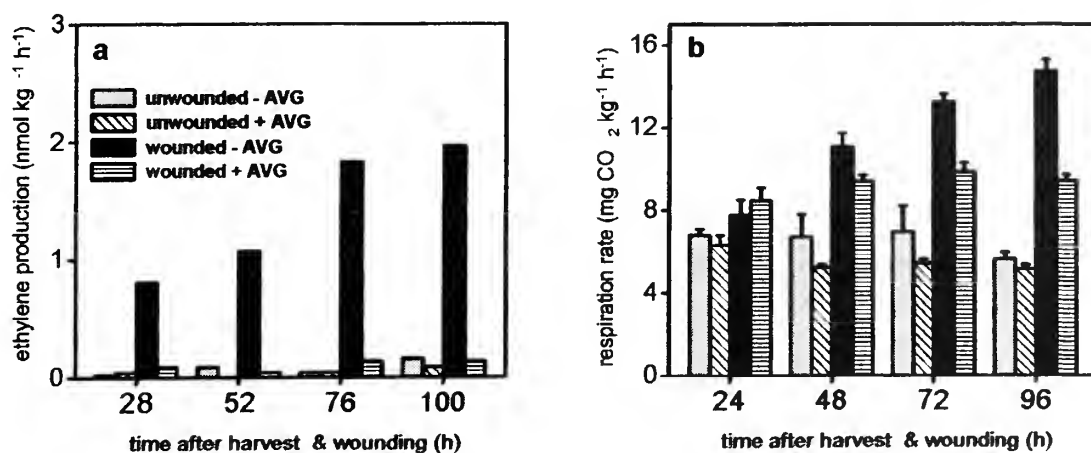 a
ethylene production (nmol kg ⁻¹ h⁻¹)
3
2
1
0
unwounded - AVG
unwounded + AVG
wounded - AVG
wounded + AVG
28 52 76 100
time after harvest & wounding (h)
b
respiration rate (mg CO ₂ kg⁻¹ h⁻¹)
16
12
8
4
0
24 48 72 96
time after harvest & wounding (h)